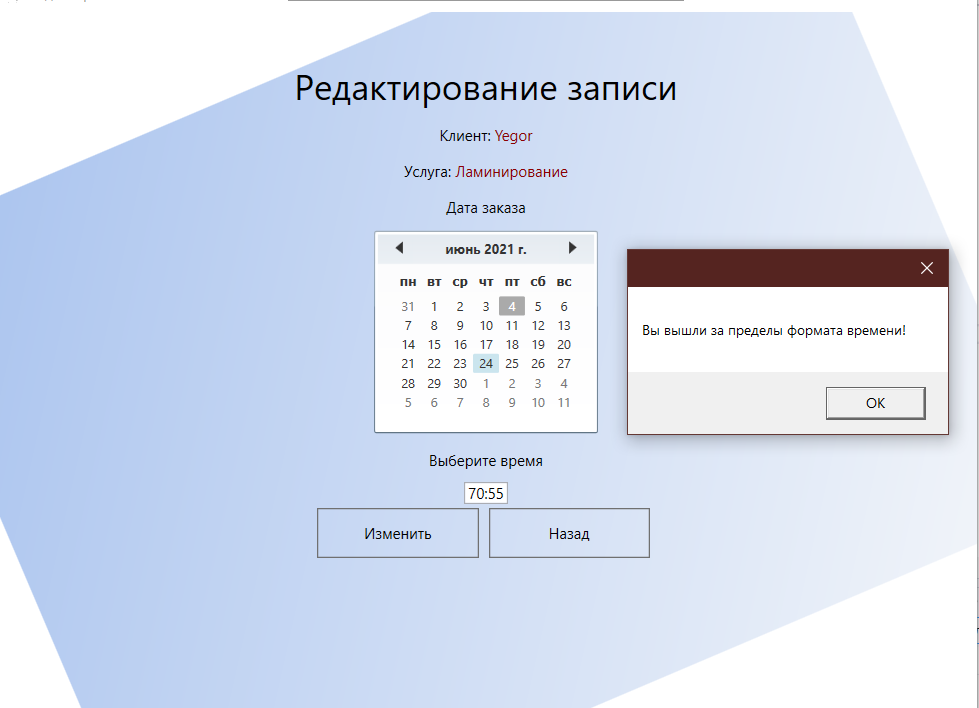 Редактирование записи
Клиент: Yegor
Услуга: Ламинирование
Дата заказа
июнь 2021 г.
пн вт ср чт пт сб вс
31 1 2 3 4 5 6
7 8 9 10 11 12 13
14 15 16 17 18 19 20
21 22 23 24 25 26 27
28 29 30 1 2 3 4
5 6 7 8 9 10 11
Вы вышли за пределы формата времени!
ОК
Выберите время
70:55
Изменить Назад